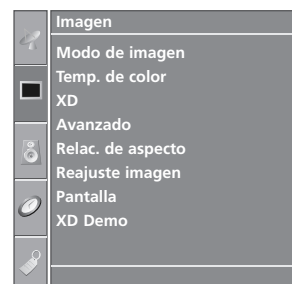 Imagen
Modo de imagen
Temp. de color
XD
Avanzado
Relac. de aspecto
Reajuste imagen
Pantalla
XD Demo